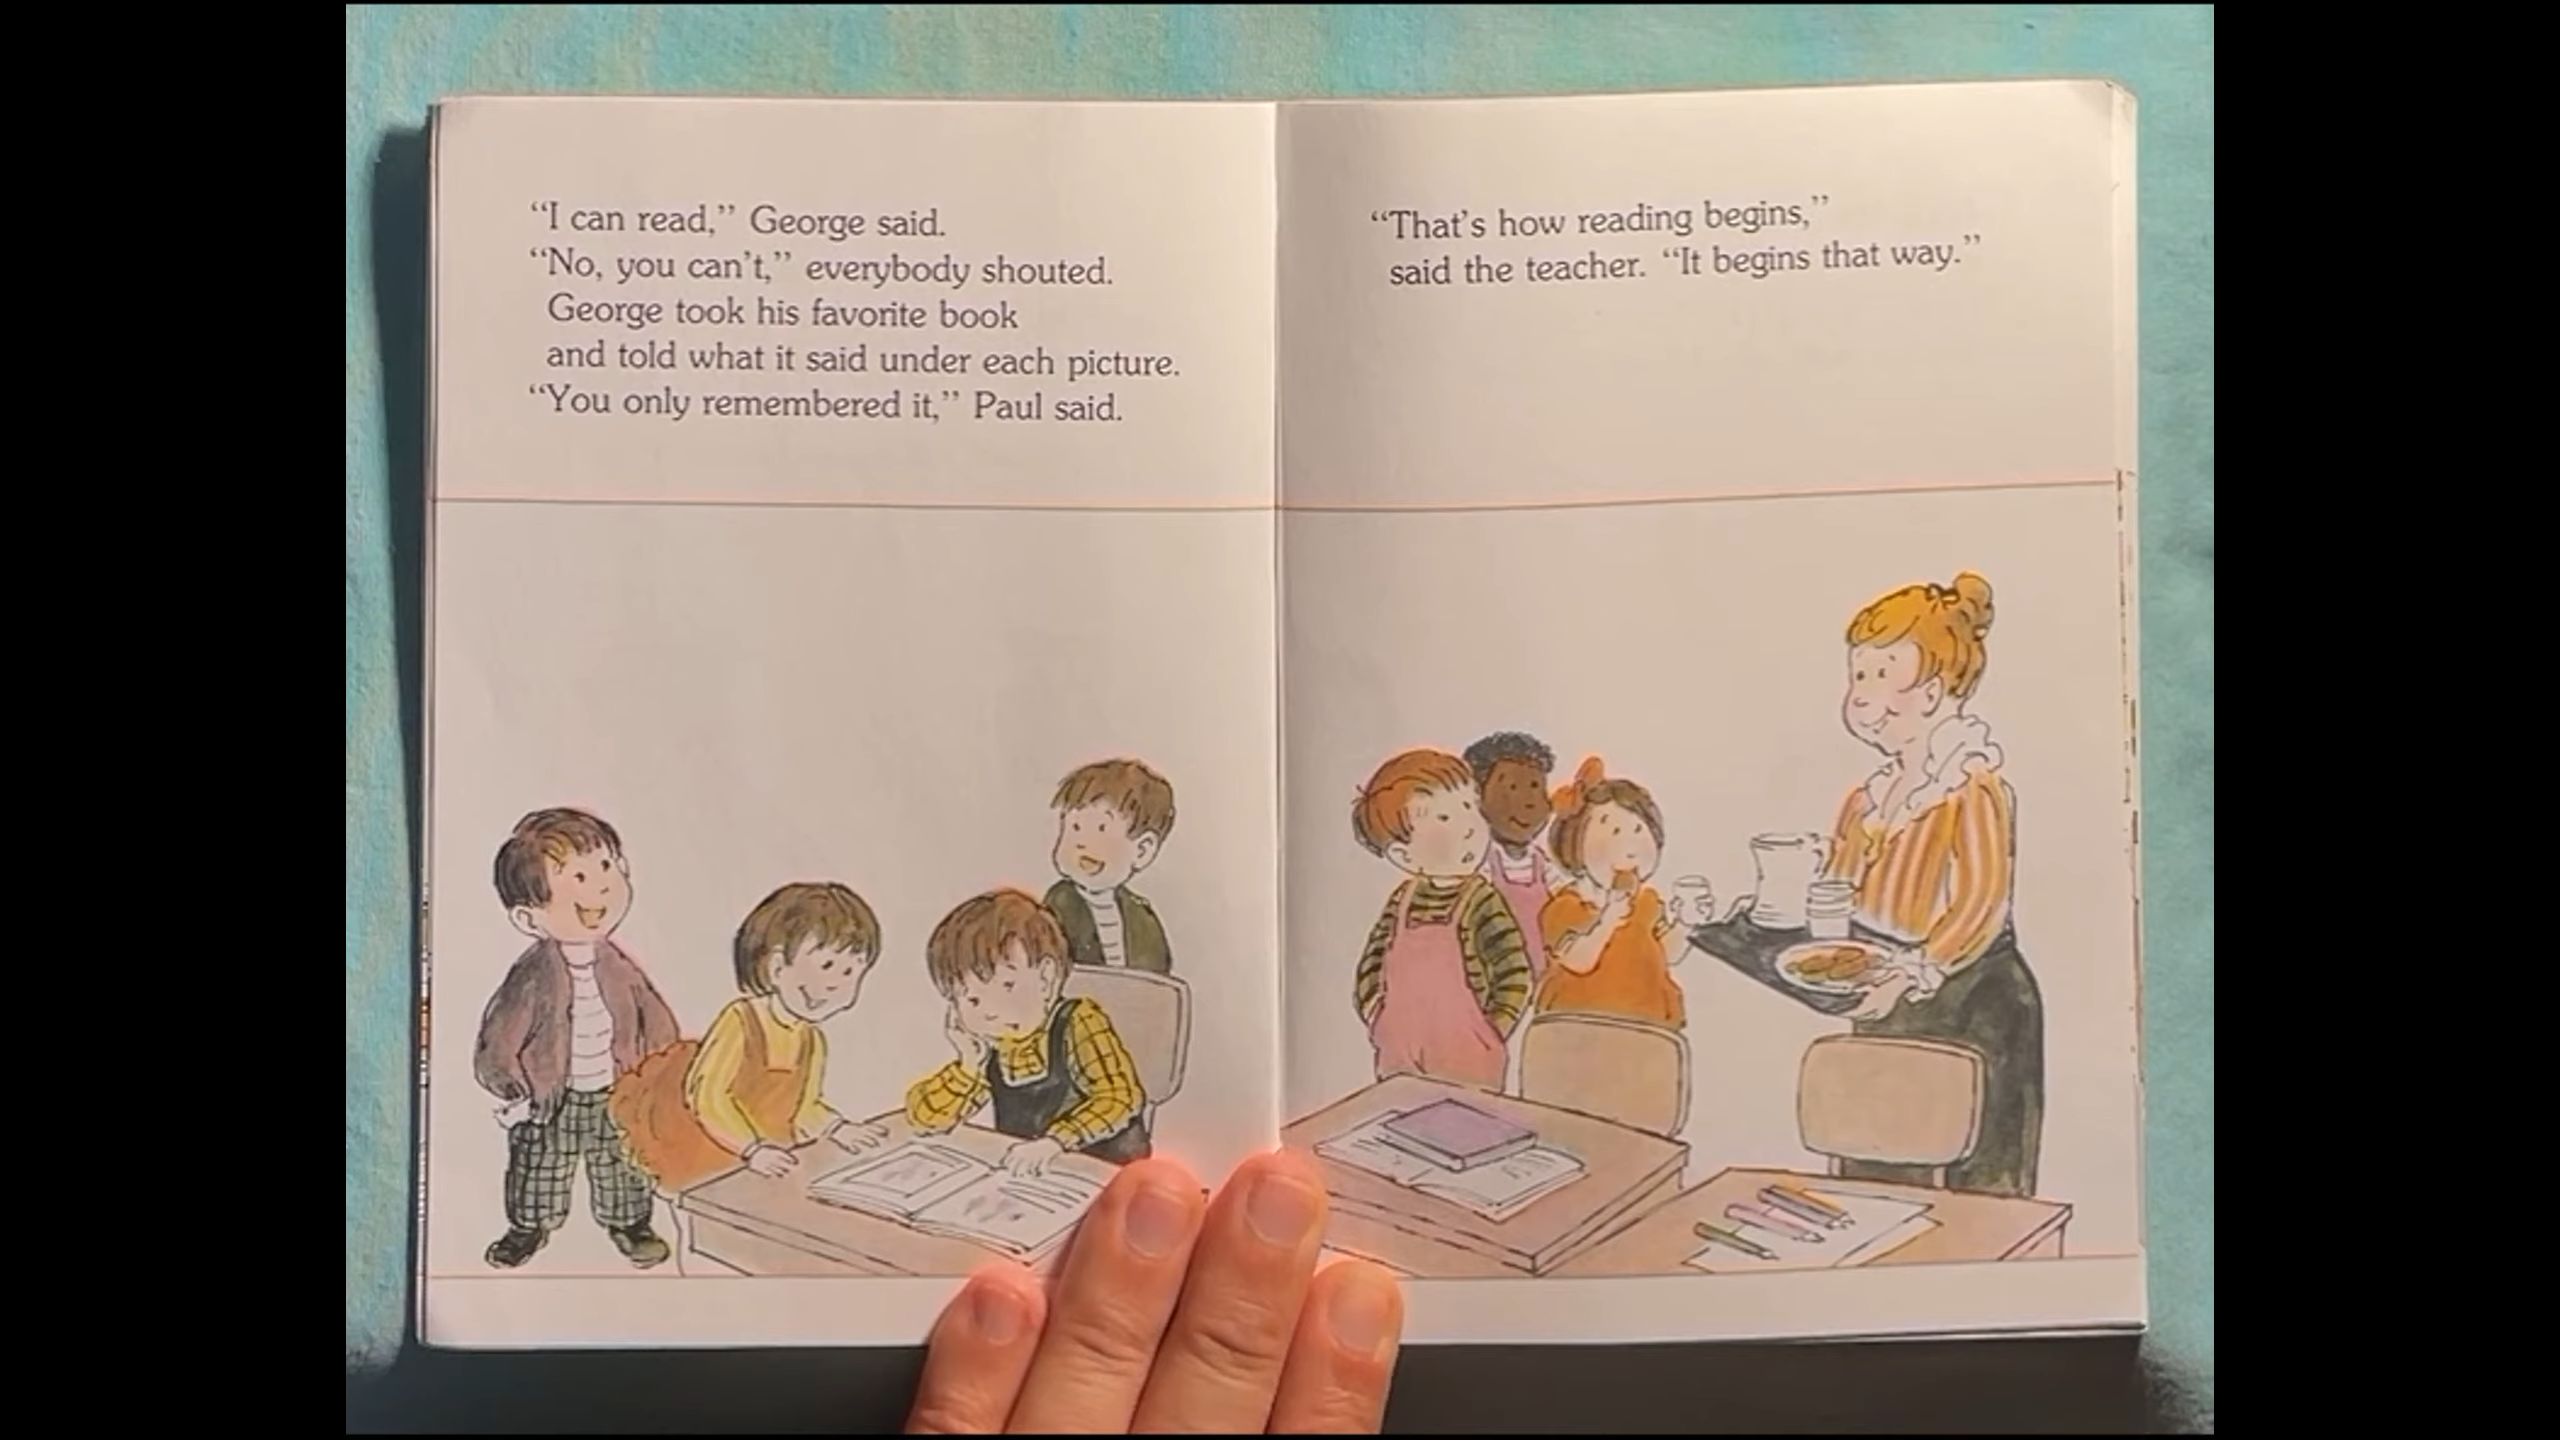 “I can read,” George said.
“No, you can't,” everybody shouted.
George took his favorite book
and told what it said under each picture.
“You only remembered it,” Paul said.
“That's how reading begins,”
said the teacher. “It begins that way.”